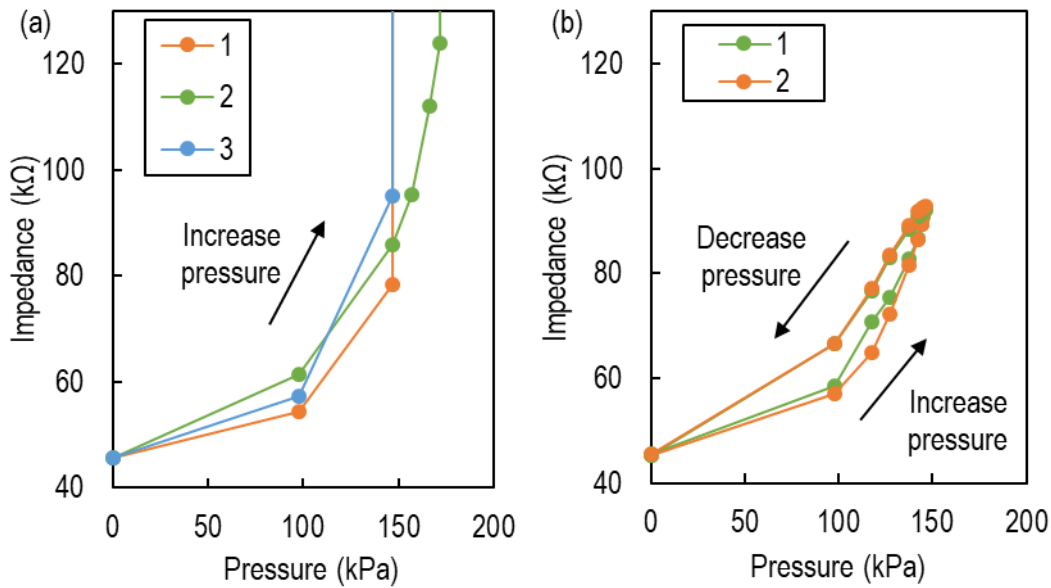 (a)
1
2
3
Increase
pressure
Impedance (kΩ)
120
100
80
60
40
0
50
100
150
200
Pressure (kPa)
(b)
1
2
Decrease
pressure
Increase
pressure
Impedance (kΩ)
120
100
80
60
40
0
50
100
150
200
Pressure (kPa)